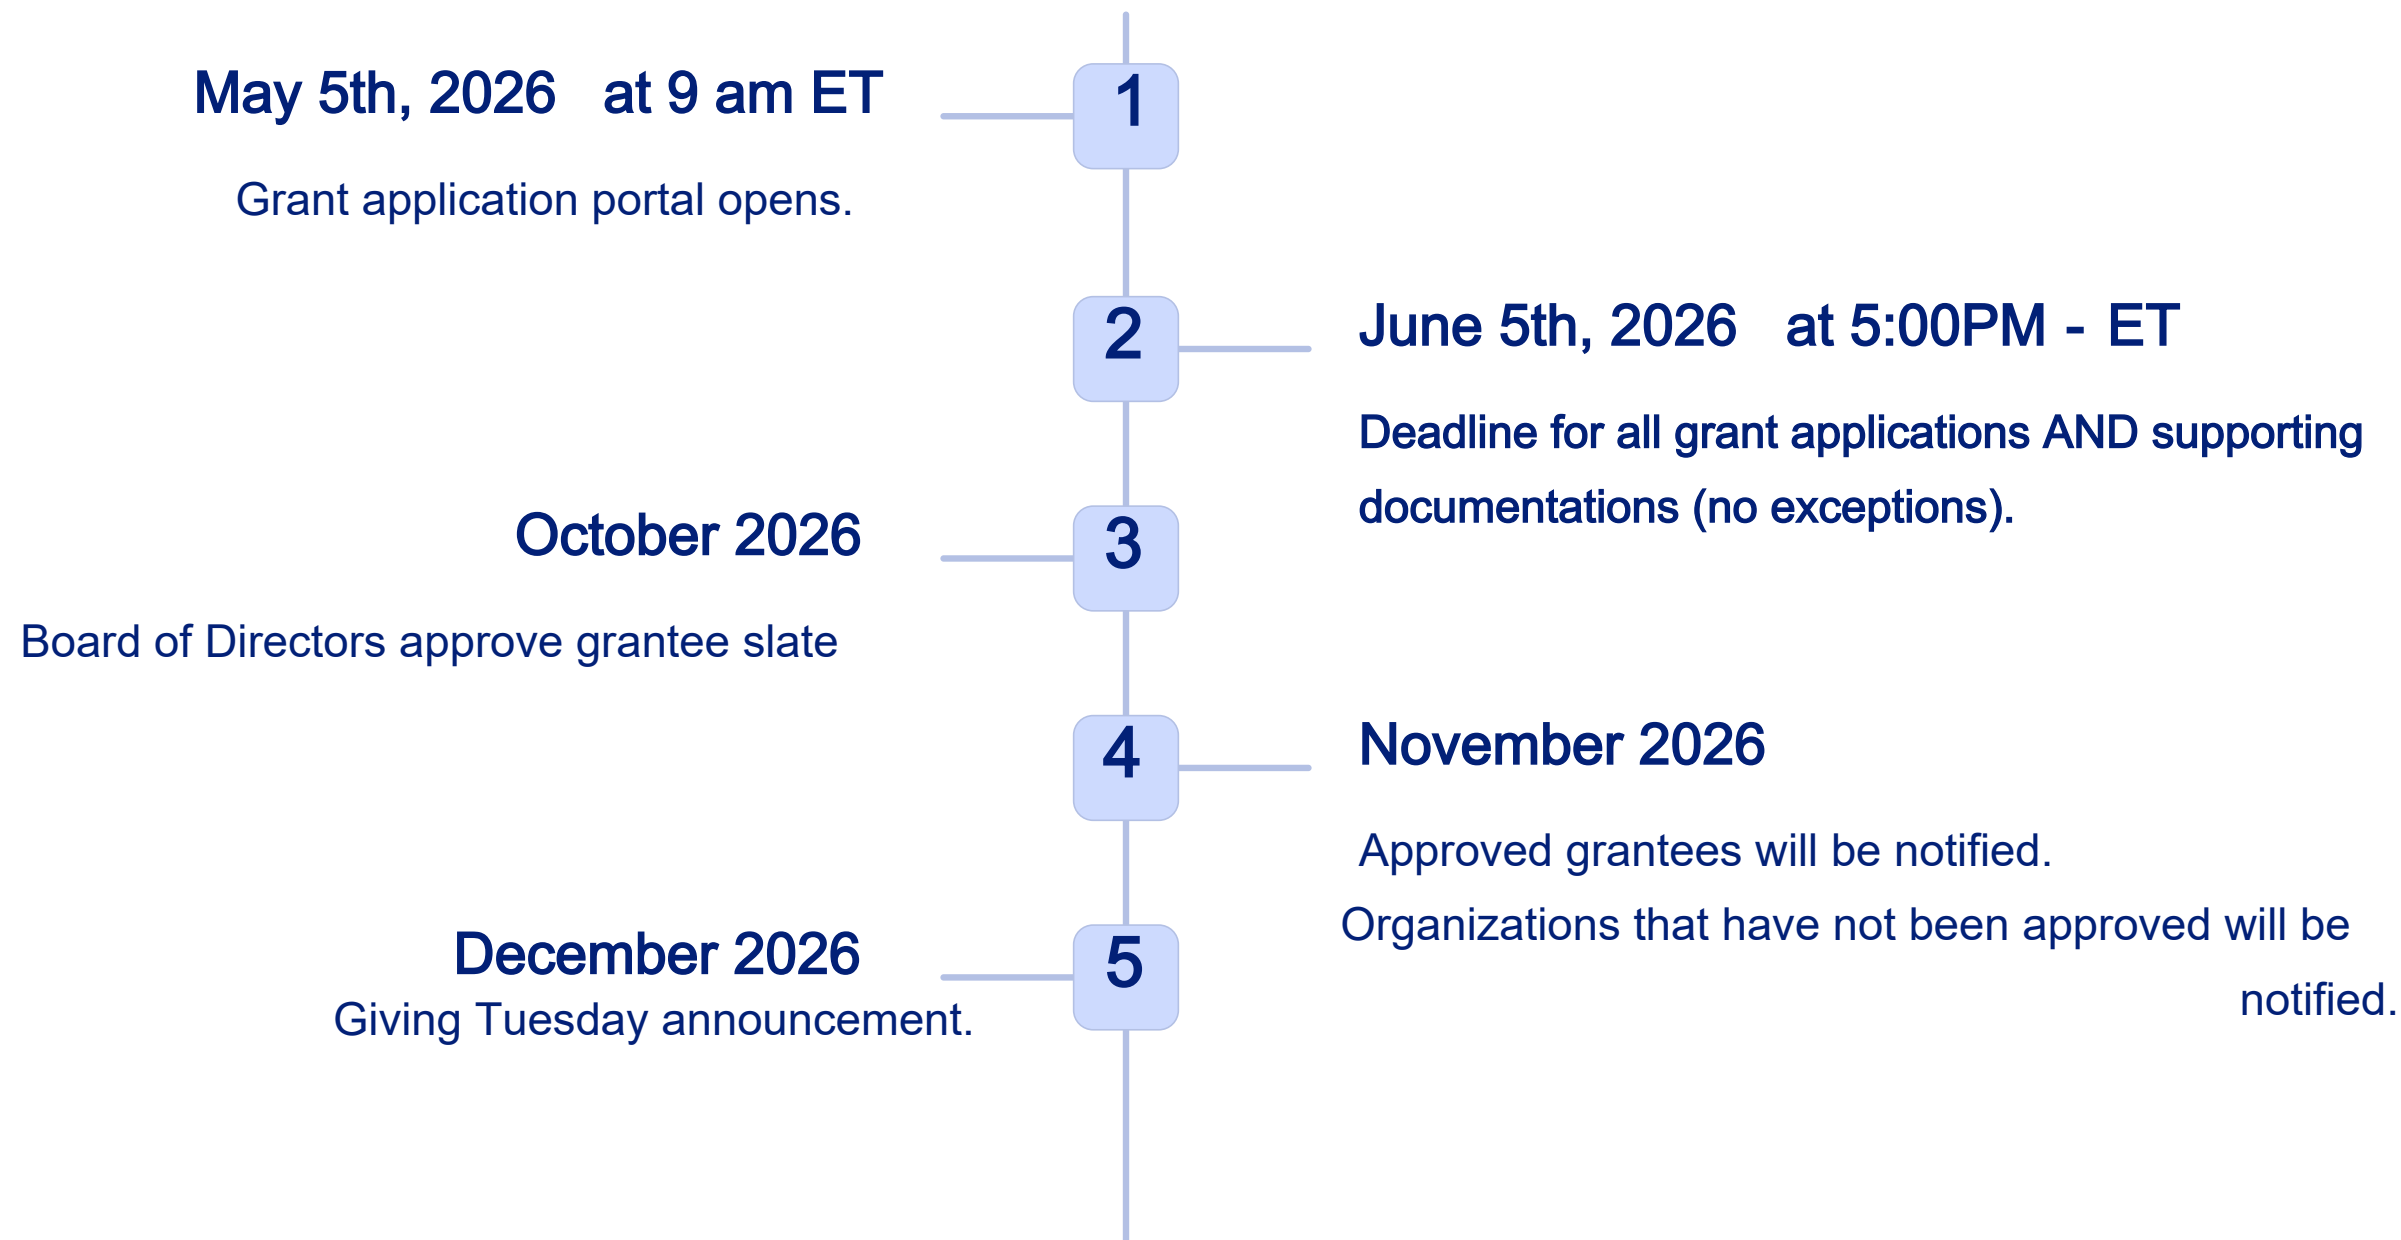 1
May 5th, 2026 at 9 am ET
Grant application portal opens.
2
June 5th, 2026 at 5:00PM - ET
Deadline for all grant applications AND supporting
documentations (no exceptions).
3
October 2026
Board of Directors approve grantee slate
4
November 2026
Approved grantees will be notified.
Organizations that have not been approved will be
notified.
5
December 2026
Giving Tuesday announcement.